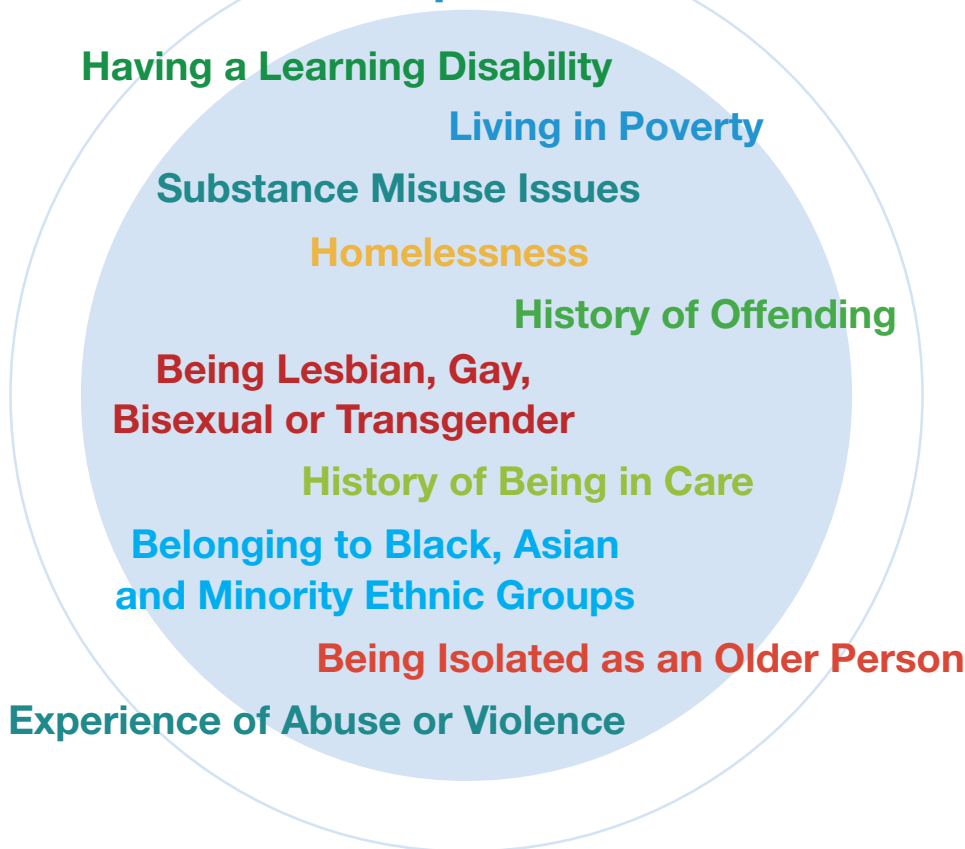 Having a Learning Disability
Living in Poverty
Substance Misuse Issues
Homelessness
History of Offending
Being Lesbian, Gay,
Bisexual or Transgender
History of Being in Care
Belonging to Black, Asian
and Minority Ethnic Groups
Being Isolated as an Older Person
Experience of Abuse or Violence